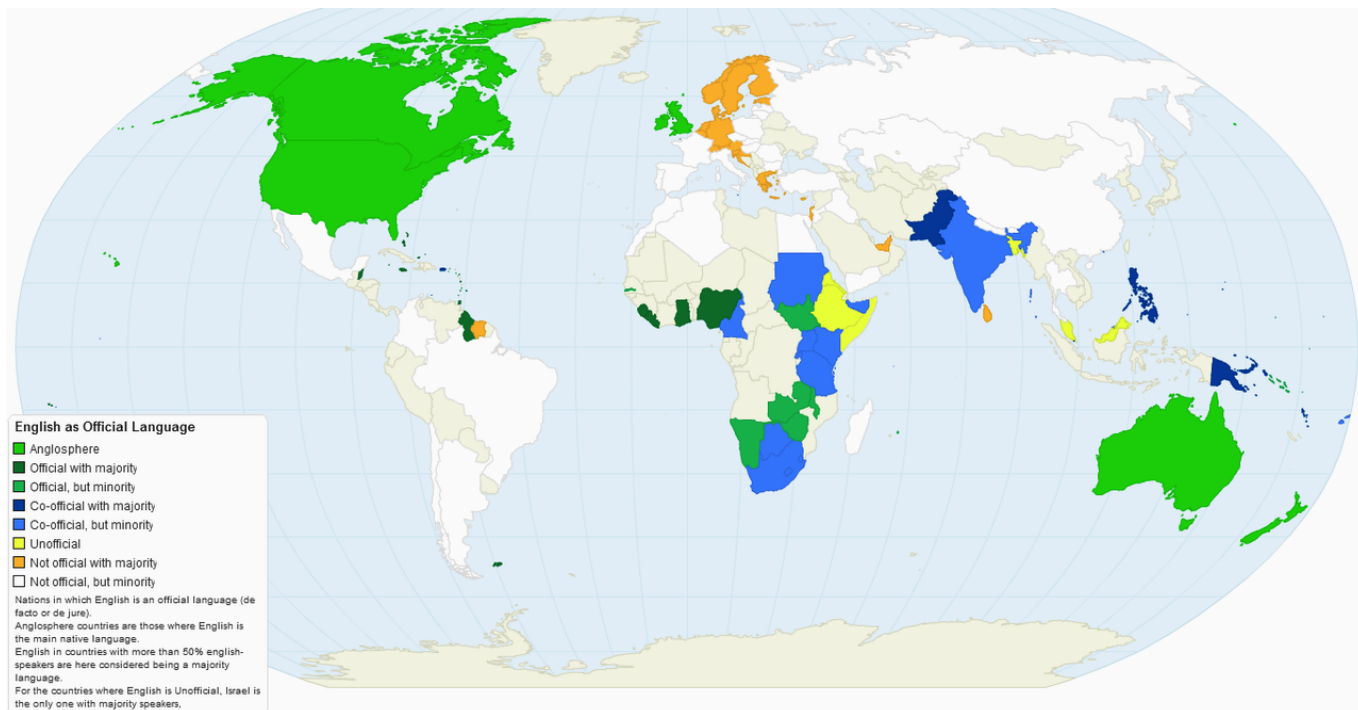 English as Official Language
Anglosphere
Official with majority
Official, but minority
Co-official with majority
Co-official, but minority
Unofficial
Not official with majority
Not official, but minority
Nations in which English is an official language (de
facto or de jure).
Anglosphere countries are those where English is
the main native language.
English in countries with more than 50% english-
speakers are here considered being a majority
language.
For the countries where English is Unofficial, Israel is
the only one with majority speakers,